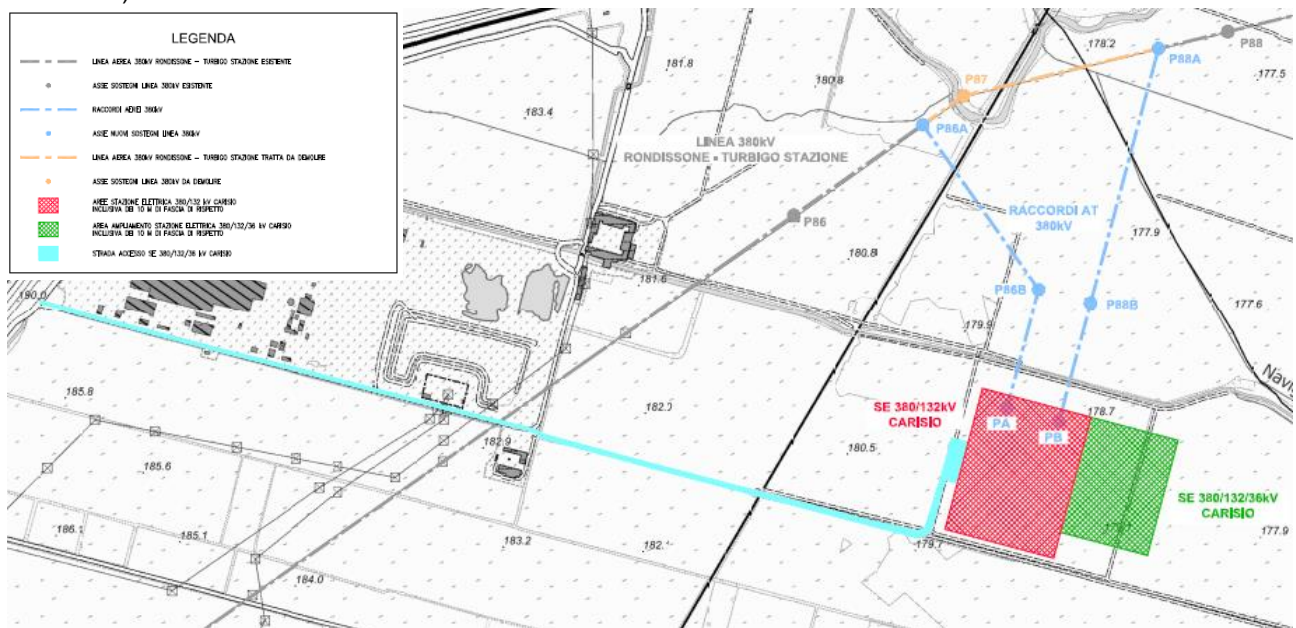 LEGENDA
LINEA AEREA 380kV RONDISSONE - TURBIGO STAZIONE ESISTENTE
ASSE SOSTEGNI LINEA 380kV ESISTENTE
RACCORDI AEREI 380kV
ASSE NUOVI SOSTEGNI LINEA 380kV
LINEA AEREA 380kV RONDISSONE - TURBIGO STAZIONE TRATTA DA DEMOLIRE
ASSE SOSTEGNI LINEA 380kV DA DEMOLIRE
AREE STAZIONE ELETTRICA 380/132 kV CARISIO
INCLUSIVA DEI 10 M DI FASCIA DI RISPETTO
AREA AMPLIAMENTO STAZIONE ELETTRICA 380/132/36 kV CARISIO
INCLUSIVA DEI 10 M DI FASCIA DI RISPETTO
STRADA ACCESSO SE 380/132/36 kV CARISIO
P88
178.2
P88A
181.8
177.5
180.8
P87
183.4
P86A
LINEA 380kV
RONDISSONE - TURBIGO STAZIONE
P86
RACCORDI AT
380kV
177.9
180.8
181.6
P86B
P88B
177.6
190.0
179.9
Navi
185.8
182.
SE 380/132kV
CARISIO
PA
PB
178.7
182.9
180.5
185.6
SE 380/132/36kV
CARISIO
186.1
185.1
183.2
182.
179.7
177.9
184.0